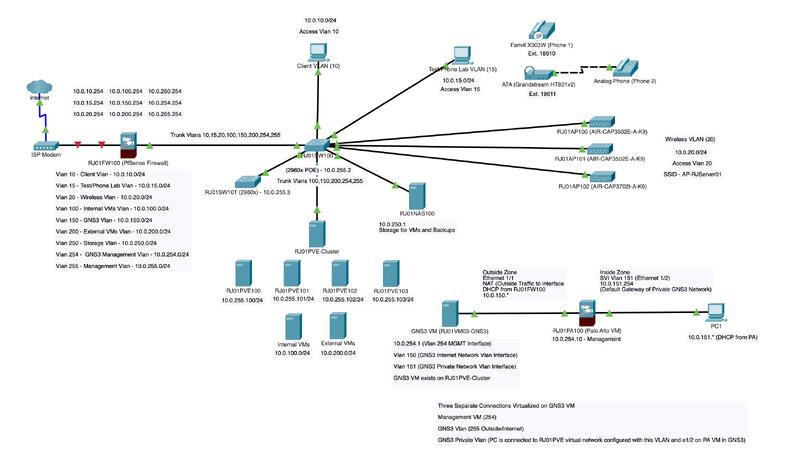 10.0.10.0/24
Access Vlan 10
Client VLAN (10)
Test/Phone Lab VLAN (15)
10.0.15.0/24
Access Vlan 15
Fanvil X303W (Phone 1)
Ext. 18610
ATA (Grandstream HT801v2)
Ext. 18611
Analog Phone (Phone 2)
Internet
10.0.10.254 10.0.100.254 10.0.250.254
10.0.15.254 10.0.150.254 10.0.254.254
10.0.20.254 10.0.200.254 10.0.255.254
ISP Modem
RJ01FW100 (PfSense Firewall)
Trunk Vlans 10,15,20,100,150,200,254,255
RJ01SW100
(2960x POE) - 10.0.255.2
Trunk Vlans 100,150,200,254,255
RJ01SW101 (2960x) - 10.0.255.3
RJ01AP100 (AIR-CAP3502E-A-K9)
RJ01AP101 (AIR-CAP3502E-A-K9)
RJ01AP102 (AIR-CAP3702I-A-K9)
Wireless VLAN (20)
10.0.20.0/24
Access Vlan 20
SSID - AP-RJServer01
Vlan 10 - Client Vlan - 10.0.10.0/24
Vlan 15 - Test/Phone Lab Vlan - 10.0.15.0/24
Vlan 20 - Wireless Vlan - 10.0.20.0/24
Vlan 100 - Internal VMs Vlan - 10.0.100.0/24
Vlan 150 - GNS3 Vlan - 10.0.150.0/24
Vlan 200 - External VMs Vlan - 10.0.200.0/24
Vlan 250 - Storage Vlan - 10.0.250.0/24
Vlan 254 - GNS3 Management Vlan - 10.0.254.0/24
Vlan 255 - Management Vlan - 10.0.255.0/24
RJ01NAS100
10.0.250.1
Storage for VMs and Backups
RJ01PVE-Cluster
RJ01PVE100
10.0.255.100/24
RJ01PVE101
10.0.255.101/24
RJ01PVE102
10.0.255.102/24
RJ01PVE103
10.0.255.103/24
Internal VMs
10.0.100.0/24
External VMs
10.0.200.0/24
Outside Zone
Ethernet 1/1
NAT (Outside Traffic to interface
DHCP from RJ01FW100
10.0.150.*
Inside Zone
SVI Vlan 151 (Ethernet 1/2)
10.0.151.254
(Default Gateway of Private GNS3 Network)
GNS3 VM (RJ01VM03-GNS3)
10.0.254.1 (Vlan 254 MGMT Interface)
Vlan 150 (GNS3 Internet Network Vlan Interface)
Vlan 151 (GNS3 Private Network Vlan Interface)
GNS3 VM exists on RJ01PVE-Cluster
RJ01PA100 (Palo Alto VM)
10.0.254.10 - Management
PC1
10.0.151.* (DHCP from PA)
Three Separate Connections Virtualized on GNS3 VM
Management VM (254)
GNS3 Vlan (255 Outside/Internet)
GNS3 Private Vlan (PC is connected to RJ01PVE virtual network configured with this VLAN and e1/2 on PA VM in GNS3)